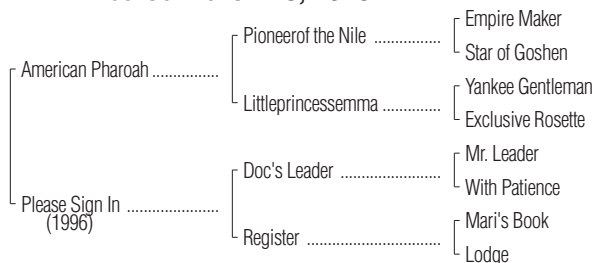 Empire Maker
Pioneerof the Nile ................
Star of Goshen
American Pharoah ...............
Yankee Gentleman
Littleprincessemma .............
Exclusive Rosette
Mr. Leader
Doc's Leader ....................
With Patience
Please Sign In .....................
(1996)
Mari's Book
Register .............................
Lodge